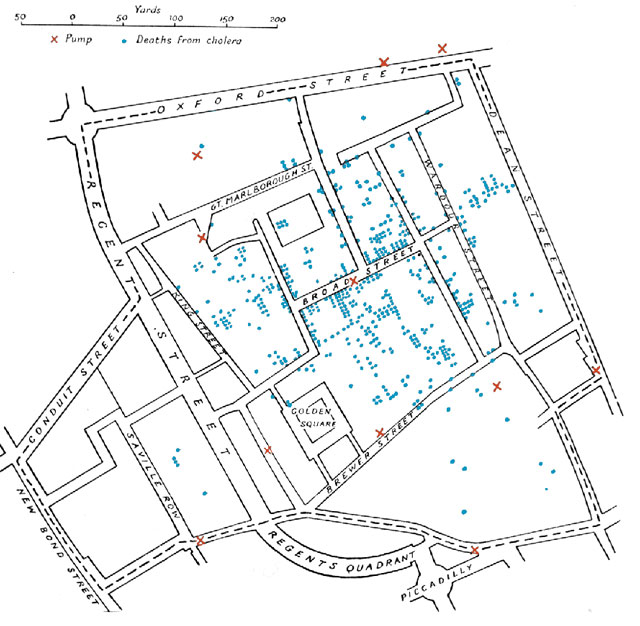 Yards
50 0 50 100 150 200
Pump Deaths from cholera
OXFORD STREET
REGENT
DEAN STREET
GT. MARLBOROUGH ST.
WARDOUR STREET
BROAD STREET
KING STREET
STREET
CONDUIT STREET
GOLDEN
SQUARE
SAVILLE ROW
BREWER STREET
NEW BOND STREET
REGENTS QUADRANT
PICCADILLY